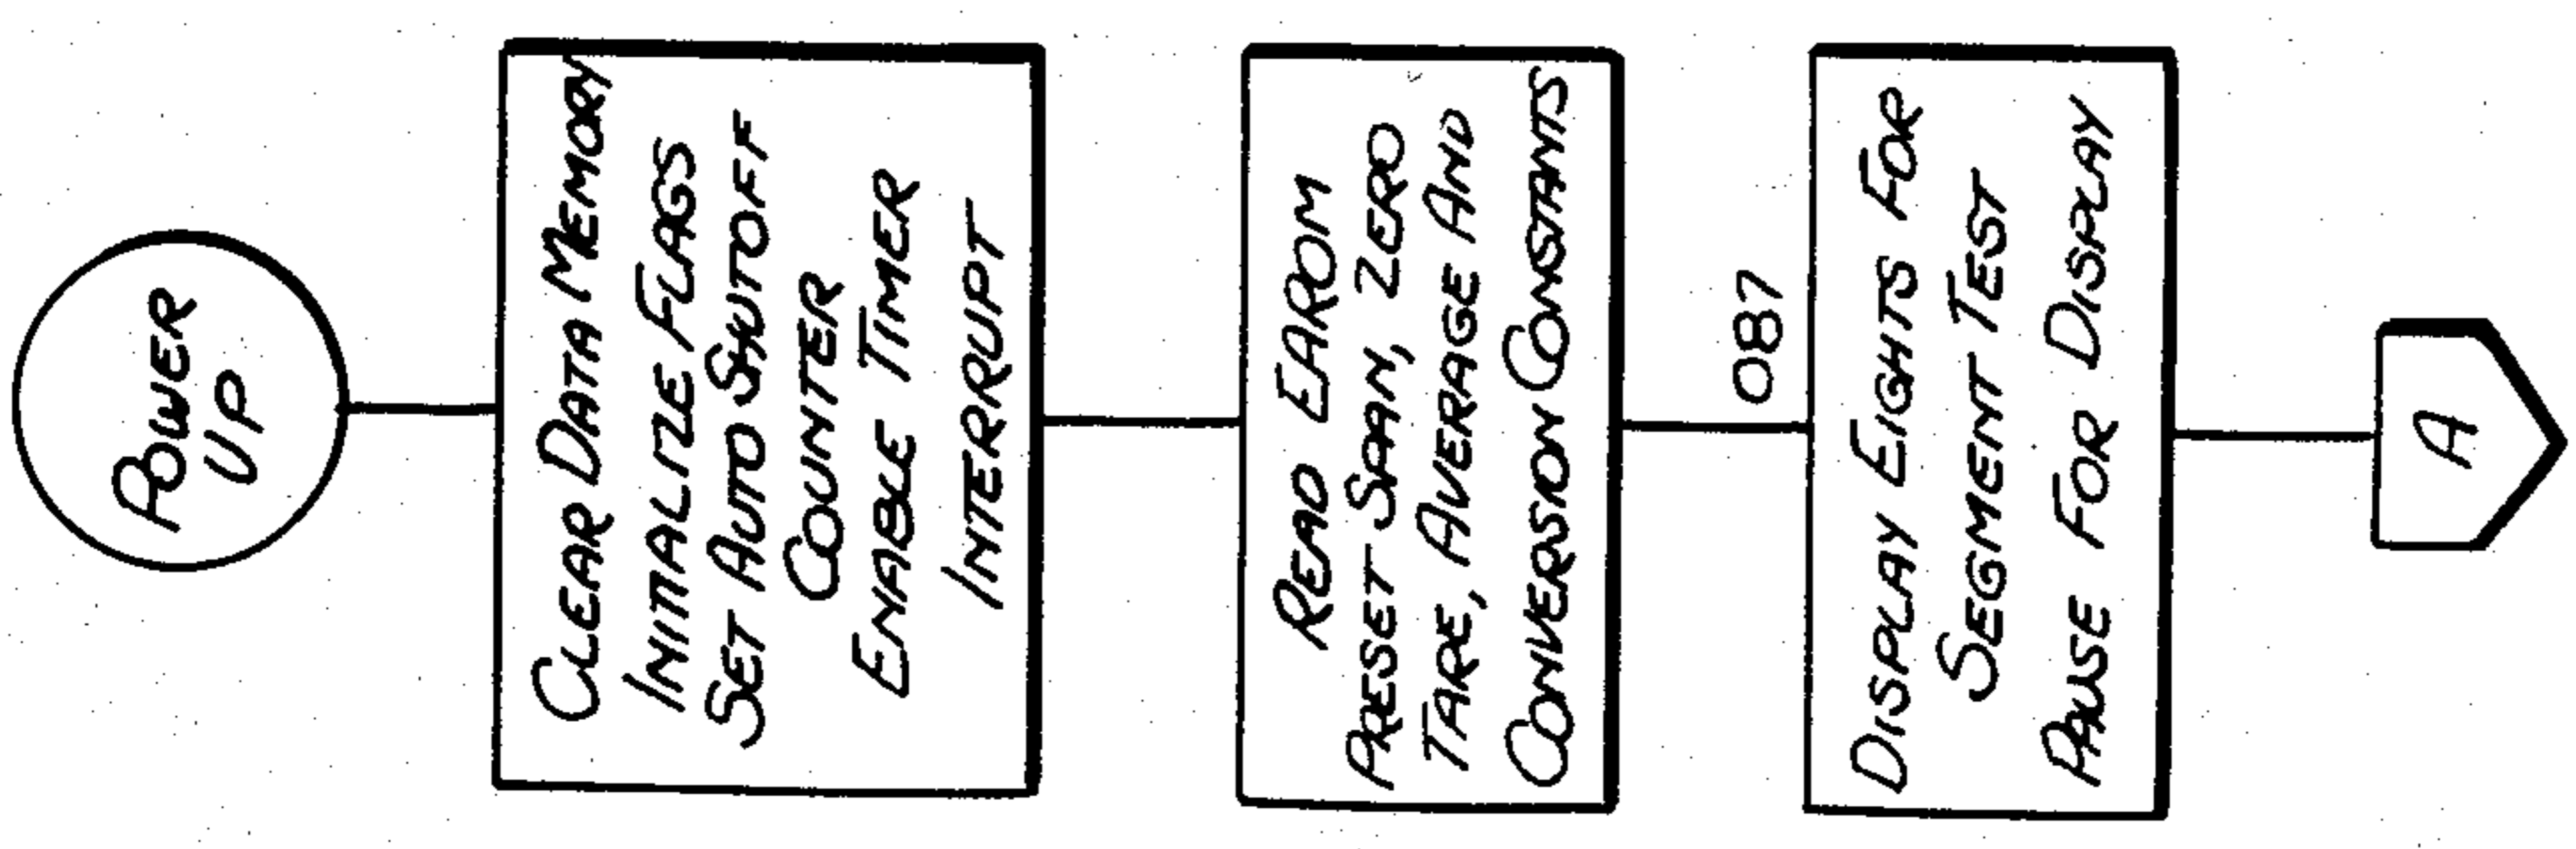 POWER
UP
CLEAR DATA MEMORY
INITIALIZE FLAGS
SET AUTO SHUTOFF
COUNTER
ENABLE TIMER
INTERRUPT
READ EAROM
PRESET SPAN, ZERO
TARE, AVERAGE AND
CONVERSION CONSTANTS
087
DISPLAY EIGHTS FOR
SEGMENT TEST
PAUSE FOR DISPLAY
A